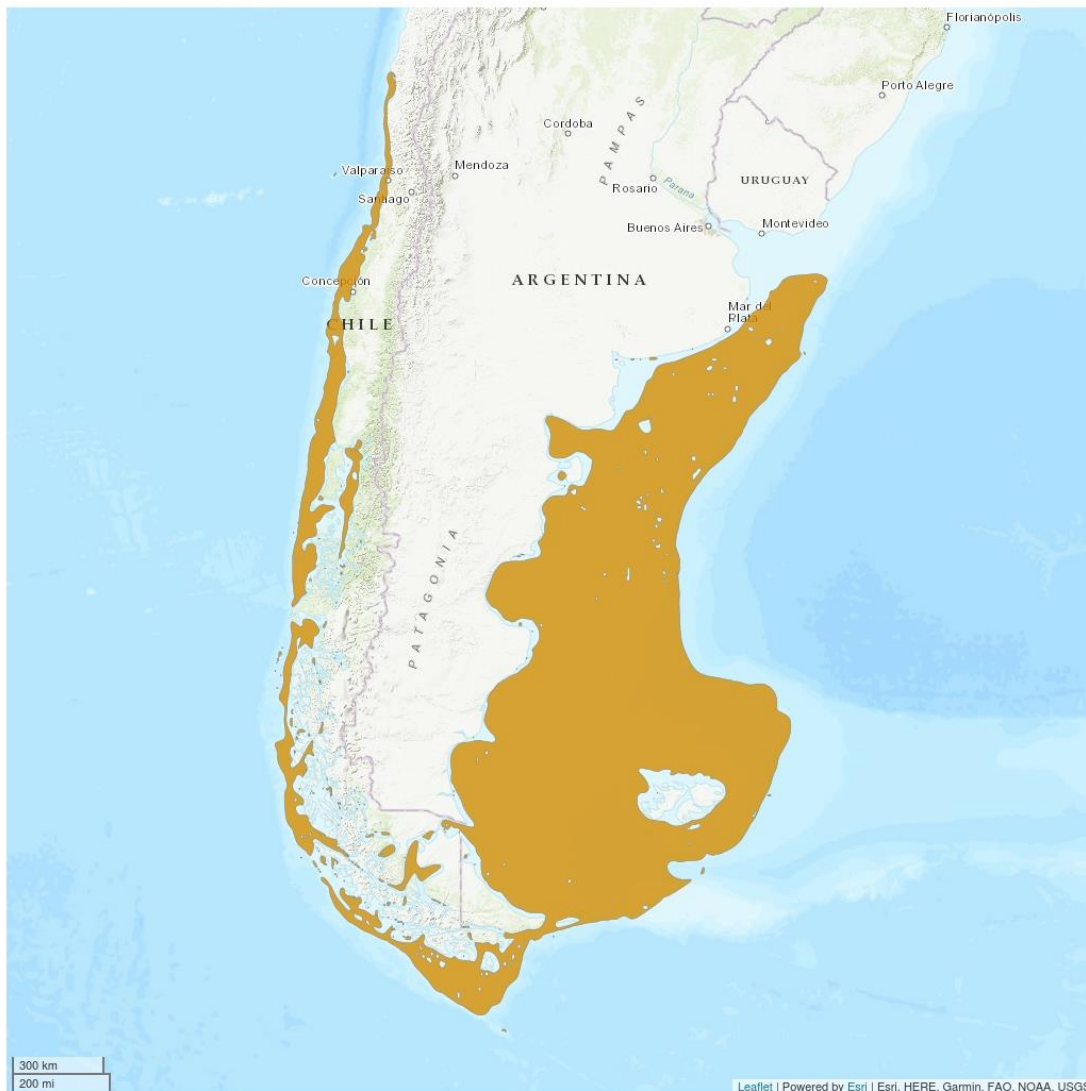 Florianópolis
Porto Alegre
Cordoba
PAMPAS
Valparaíso
Mendoza
Santiago
Rosario
Parana
URUGUAY
Buenos Aires
Montevideo
ARGENTINA
Concepción
Mar del
Plata
CHILE
PATAGONIA
300 km
200 mi
Leaflet | Powered by Esri | Esri, HERE, Garmin, FAO, NOAA, USGS